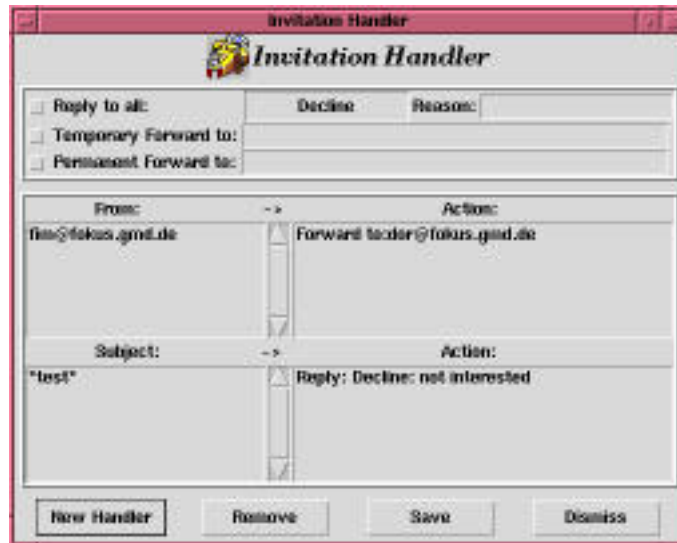 Invitation Handler
Invitation Handler
Reply to all: Decline Reason:
Temporary Forward to:
Permanent Forward to:
From: -> Action:
fim@fokus.gmd.de Forward to:dor@fokus.gmd.de
Subject: -> Action:
*test* Reply: Decline: not interested
New Handler Remove Save Dismiss